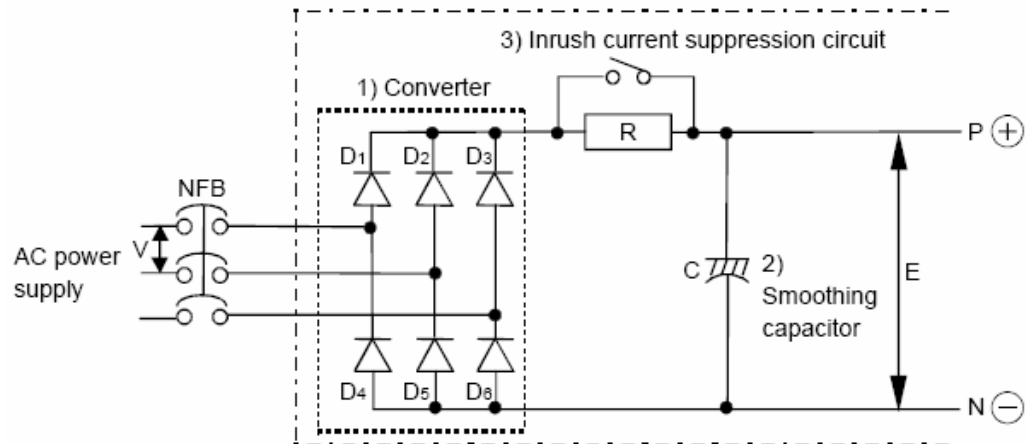 3) Inrush current suppression circuit
1) Converter
R
P ⊕
D1
D2
D3
NFB
V
AC power
supply
C
2)
Smoothing
capacitor
E
D4
D5
D6
N ⊖